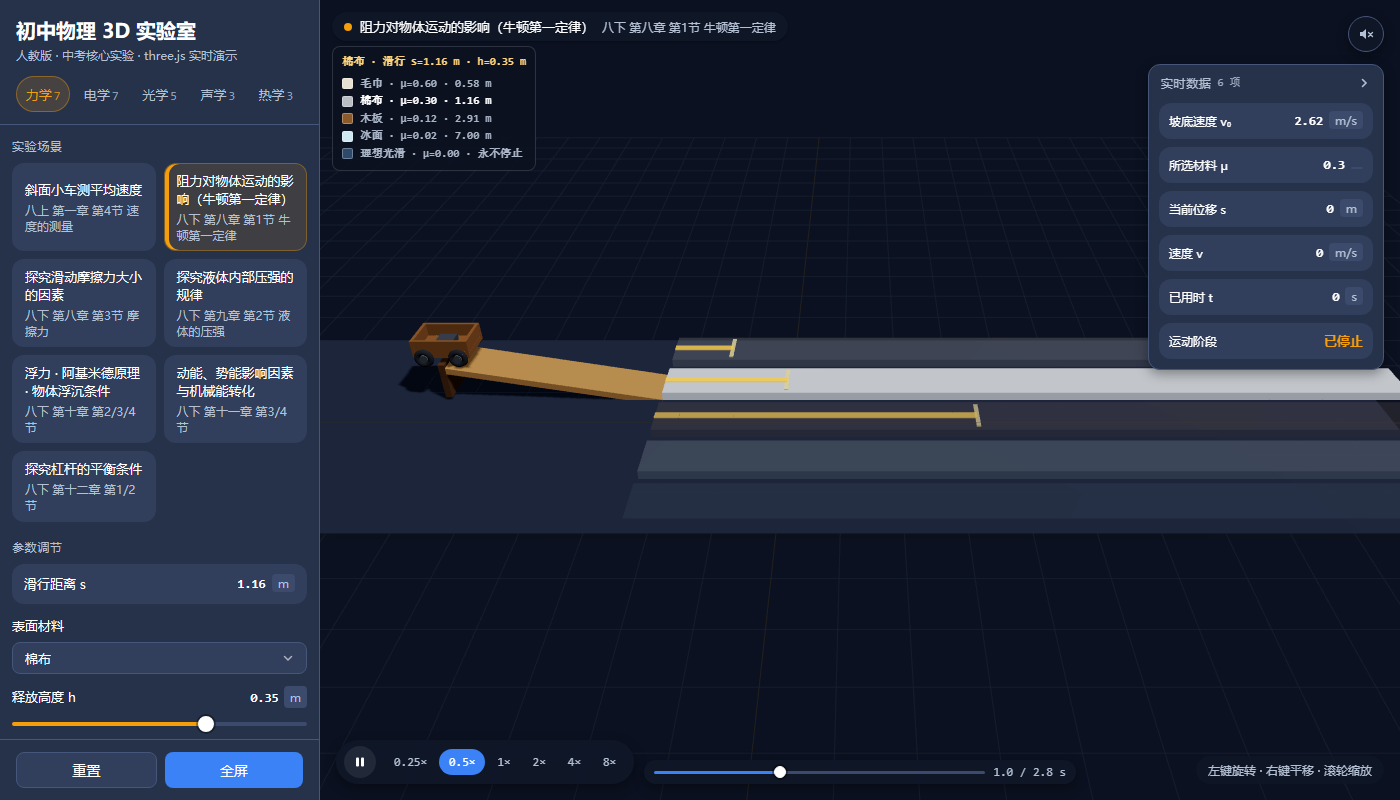 初中物理 3D 实验室
人教版 · 中考核心实验 · three.js 实时演示
力学 7
电学 7
光学 5
声学 3
热学 3
实验场景
斜面小车测平均速度
八上 第一章 第4节 速
度的测量
阻力对物体运动的影
响（牛顿第一定律）
八下 第八章 第1节 牛
顿第一定律
探究滑动摩擦力大小
的因素
八下 第八章 第3节 摩
擦力
探究液体内部压强的
规律
八下 第九章 第2节 液
体的压强
浮力 · 阿基米德原理
· 物体浮沉条件
八下 第十章 第2/3/4
节
动能、势能影响因素
与机械能转化
八下 第十一章 第3/4
节
探究杠杆的平衡条件
八下 第十二章 第1/2
节
参数调节
滑行距离 s 1.16 m
表面材料
棉布
释放高度 h 0.35 m
重置
全屏
阻力对物体运动的影响（牛顿第一定律） 八下 第八章 第1节 牛顿第一定律
棉布 · 滑行 s=1.16 m · h=0.35 m
毛巾 · μ=0.60 · 0.58 m
棉布 · μ=0.30 · 1.16 m
木板 · μ=0.12 · 2.91 m
冰面 · μ=0.02 · 7.00 m
理想光滑 · μ=0.00 · 永不停止
实时数据 6 项
坡底速度 v₀ 2.62 m/s
所选材料 μ 0.3
当前位移 s 0 m
速度 v 0 m/s
已用时 t 0 s
运动阶段 已停止
0.25× 0.5× 1× 2× 4× 8×
1.0 / 2.8 s
左键旋转 · 右键平移 · 滚轮缩放